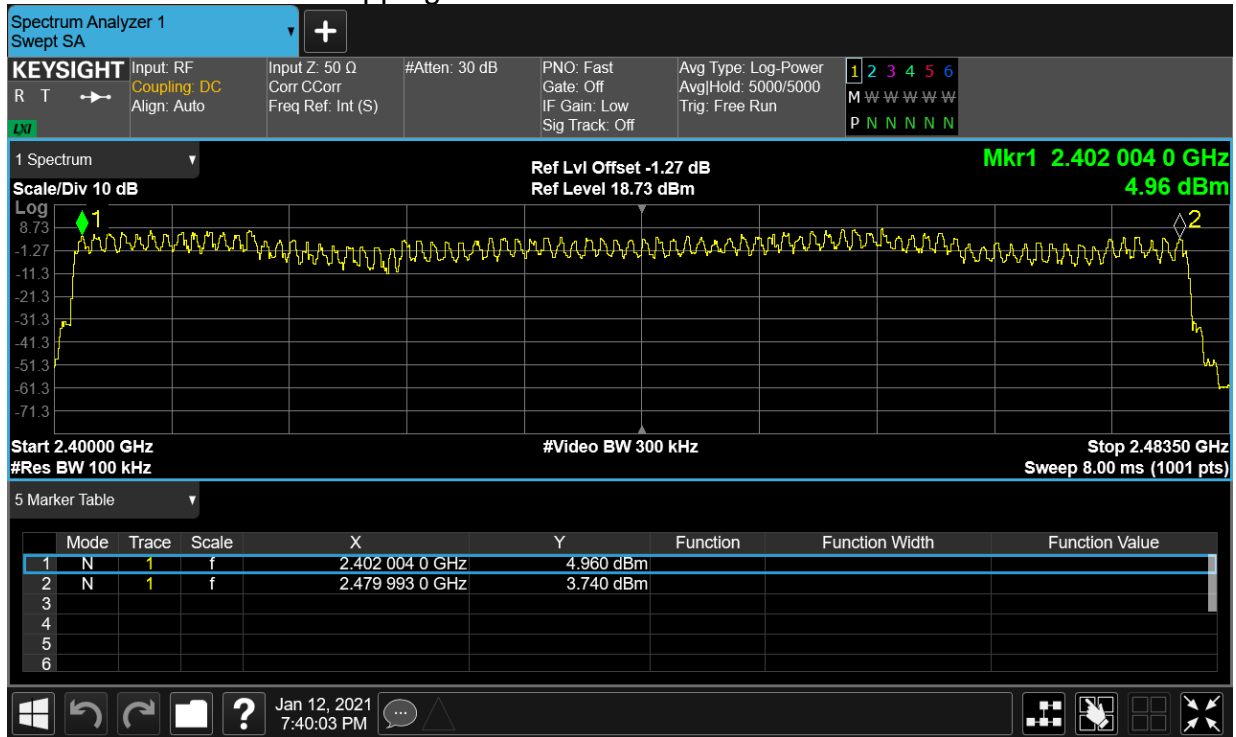 Spectrum Analyzer 1
Swept SA
KEYSIGHT
R T
LXI
Input: RF
Coupling: DC
Align: Auto
Input Z: 50 Ω
Corr CCorr
Freq Ref: Int (S)
#Atten: 30 dB
PNO: Fast
Gate: Off
IF Gain: Low
Sig Track: Off
Avg Type: Log-Power
Avg|Hold: 5000/5000
Trig: Free Run
1 2 3 4 5 6
M W W W W W
P N N N N N
1 Spectrum
Scale/Div 10 dB
Ref Lvl Offset -1.27 dB
Ref Level 18.73 dBm
Mkr1 2.402 004 0 GHz
4.96 dBm
Log
1
2
8.73
-1.27
-11.3
-21.3
-31.3
-41.3
-51.3
-61.3
-71.3
Start 2.40000 GHz
#Res BW 100 kHz
#Video BW 300 kHz
Stop 2.48350 GHz
Sweep 8.00 ms (1001 pts)
5 Marker Table
Mode Trace Scale X Y Function Function Width Function Value
1 N 1 f 2.402 004 0 GHz 4.960 dBm
2 N 1 f 2.479 993 0 GHz 3.740 dBm
3
4
5
6
?
Jan 12, 2021
7:40:03 PM